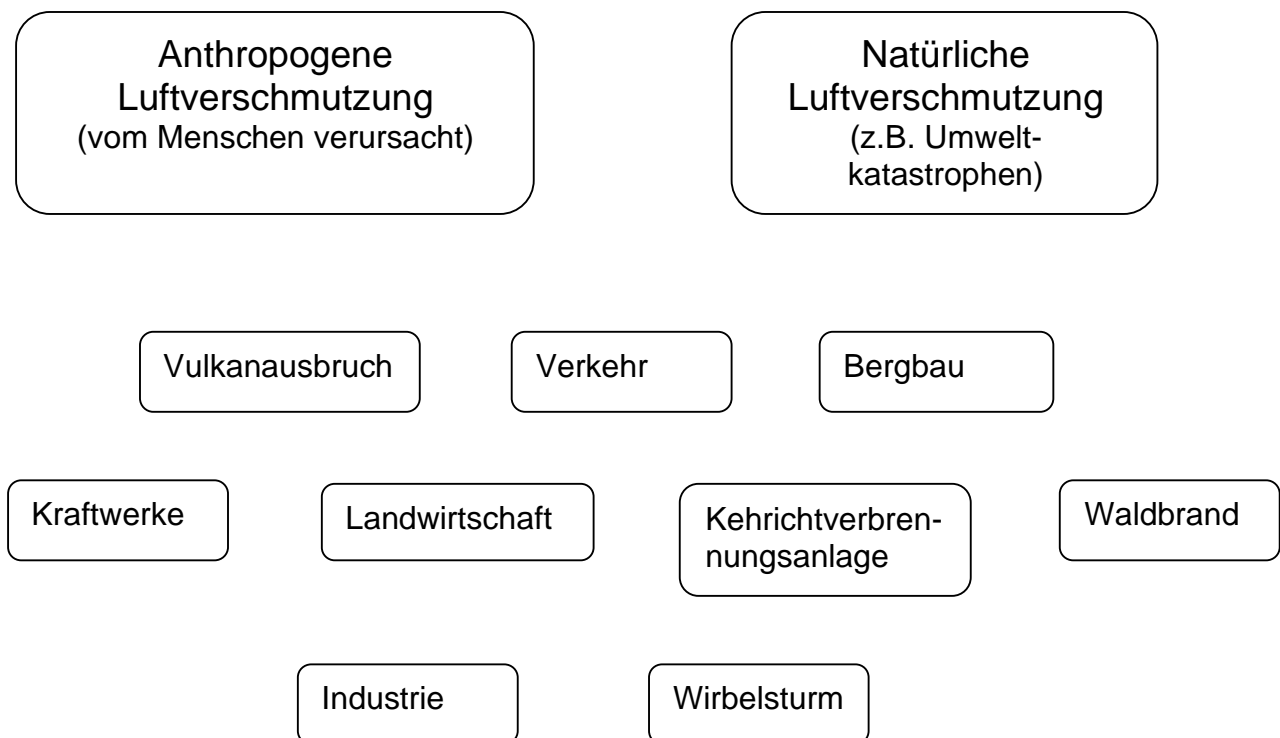 Anthropogene
Luftverschmutzung
(vom Menschen verursacht)
Natürliche
Luftverschmutzung
(z.B. Umwelt-
katastrophen)
Vulkanausbruch
Verkehr
Bergbau
Kraftwerke
Landwirtschaft
Kehrichtverbren-
nungsanlage
Waldbrand
Industrie
Wirbelsturm